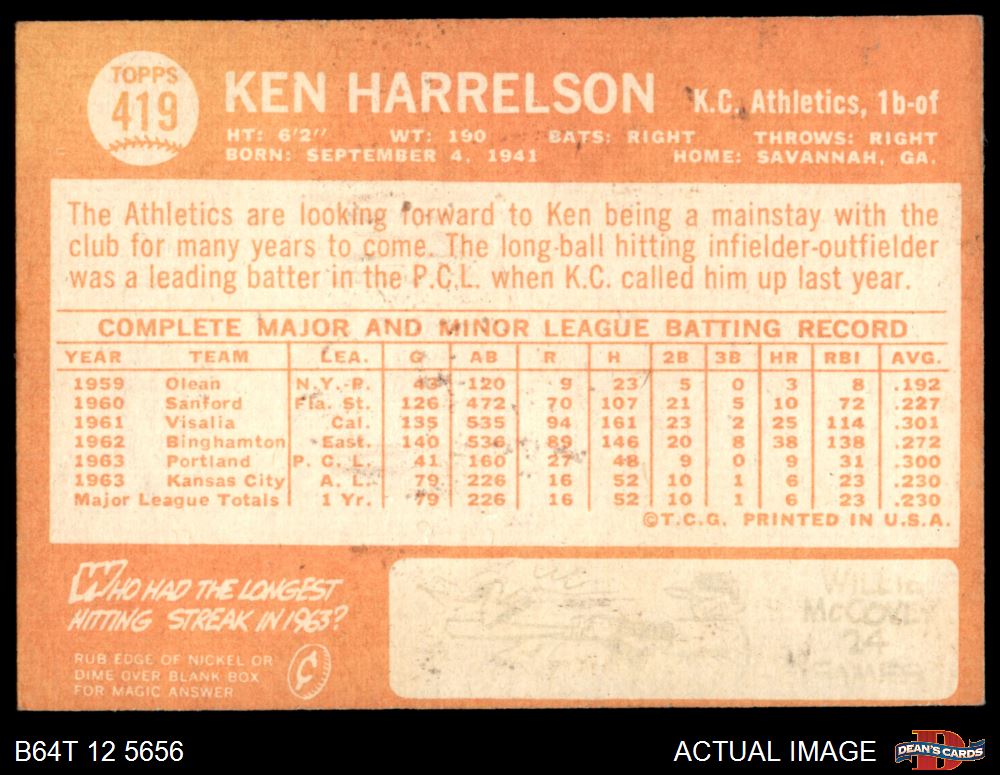 TOPPS
419
KEN HARRELSON K.C. Athletics, 1b-of
HT: 6'2" WT: 190 BATS: RIGHT THROWS: RIGHT
BORN: SEPTEMBER 4, 1941 HOME: SAVANNAH, GA.
The Athletics are looking forward to Ken being a mainstay with the
club for many years to come. The long-ball hitting infielder-outfielder
was a leading batter in the P.C.L. when K.C. called him up last year.
COMPLETE MAJOR AND MINOR LEAGUE BATTING RECORD
YEAR TEAM LEA. G AB R H 2B 3B HR RBI AVG.
1959 Olean N.Y.-P. 43 120 9 23 5 0 3 8 .192
1960 Sanford Fla. St. 126 472 70 107 21 5 10 72 .227
1961 Visalia Cal. 135 535 94 161 23 2 25 114 .301
1962 Binghamton East. 140 536 89 146 20 8 38 138 .272
1963 Portland P. C. L. 41 160 27 48 9 0 9 31 .300
1963 Kansas City A. L. 79 226 16 52 10 1 6 23 .230
Major League Totals 1 Yr. 79 226 16 52 10 1 6 23 .230
©T.C.G. PRINTED IN U.S.A.
WHO HAD THE LONGEST
HITTING STREAK IN 1963?
RUB EDGE OF NICKEL OR
DIME OVER BLANK BOX
FOR MAGIC ANSWER
WILLIE
McCOVEY
24
GAMES
B64T 12 5656 ACTUAL IMAGE DEAN'S CARDS